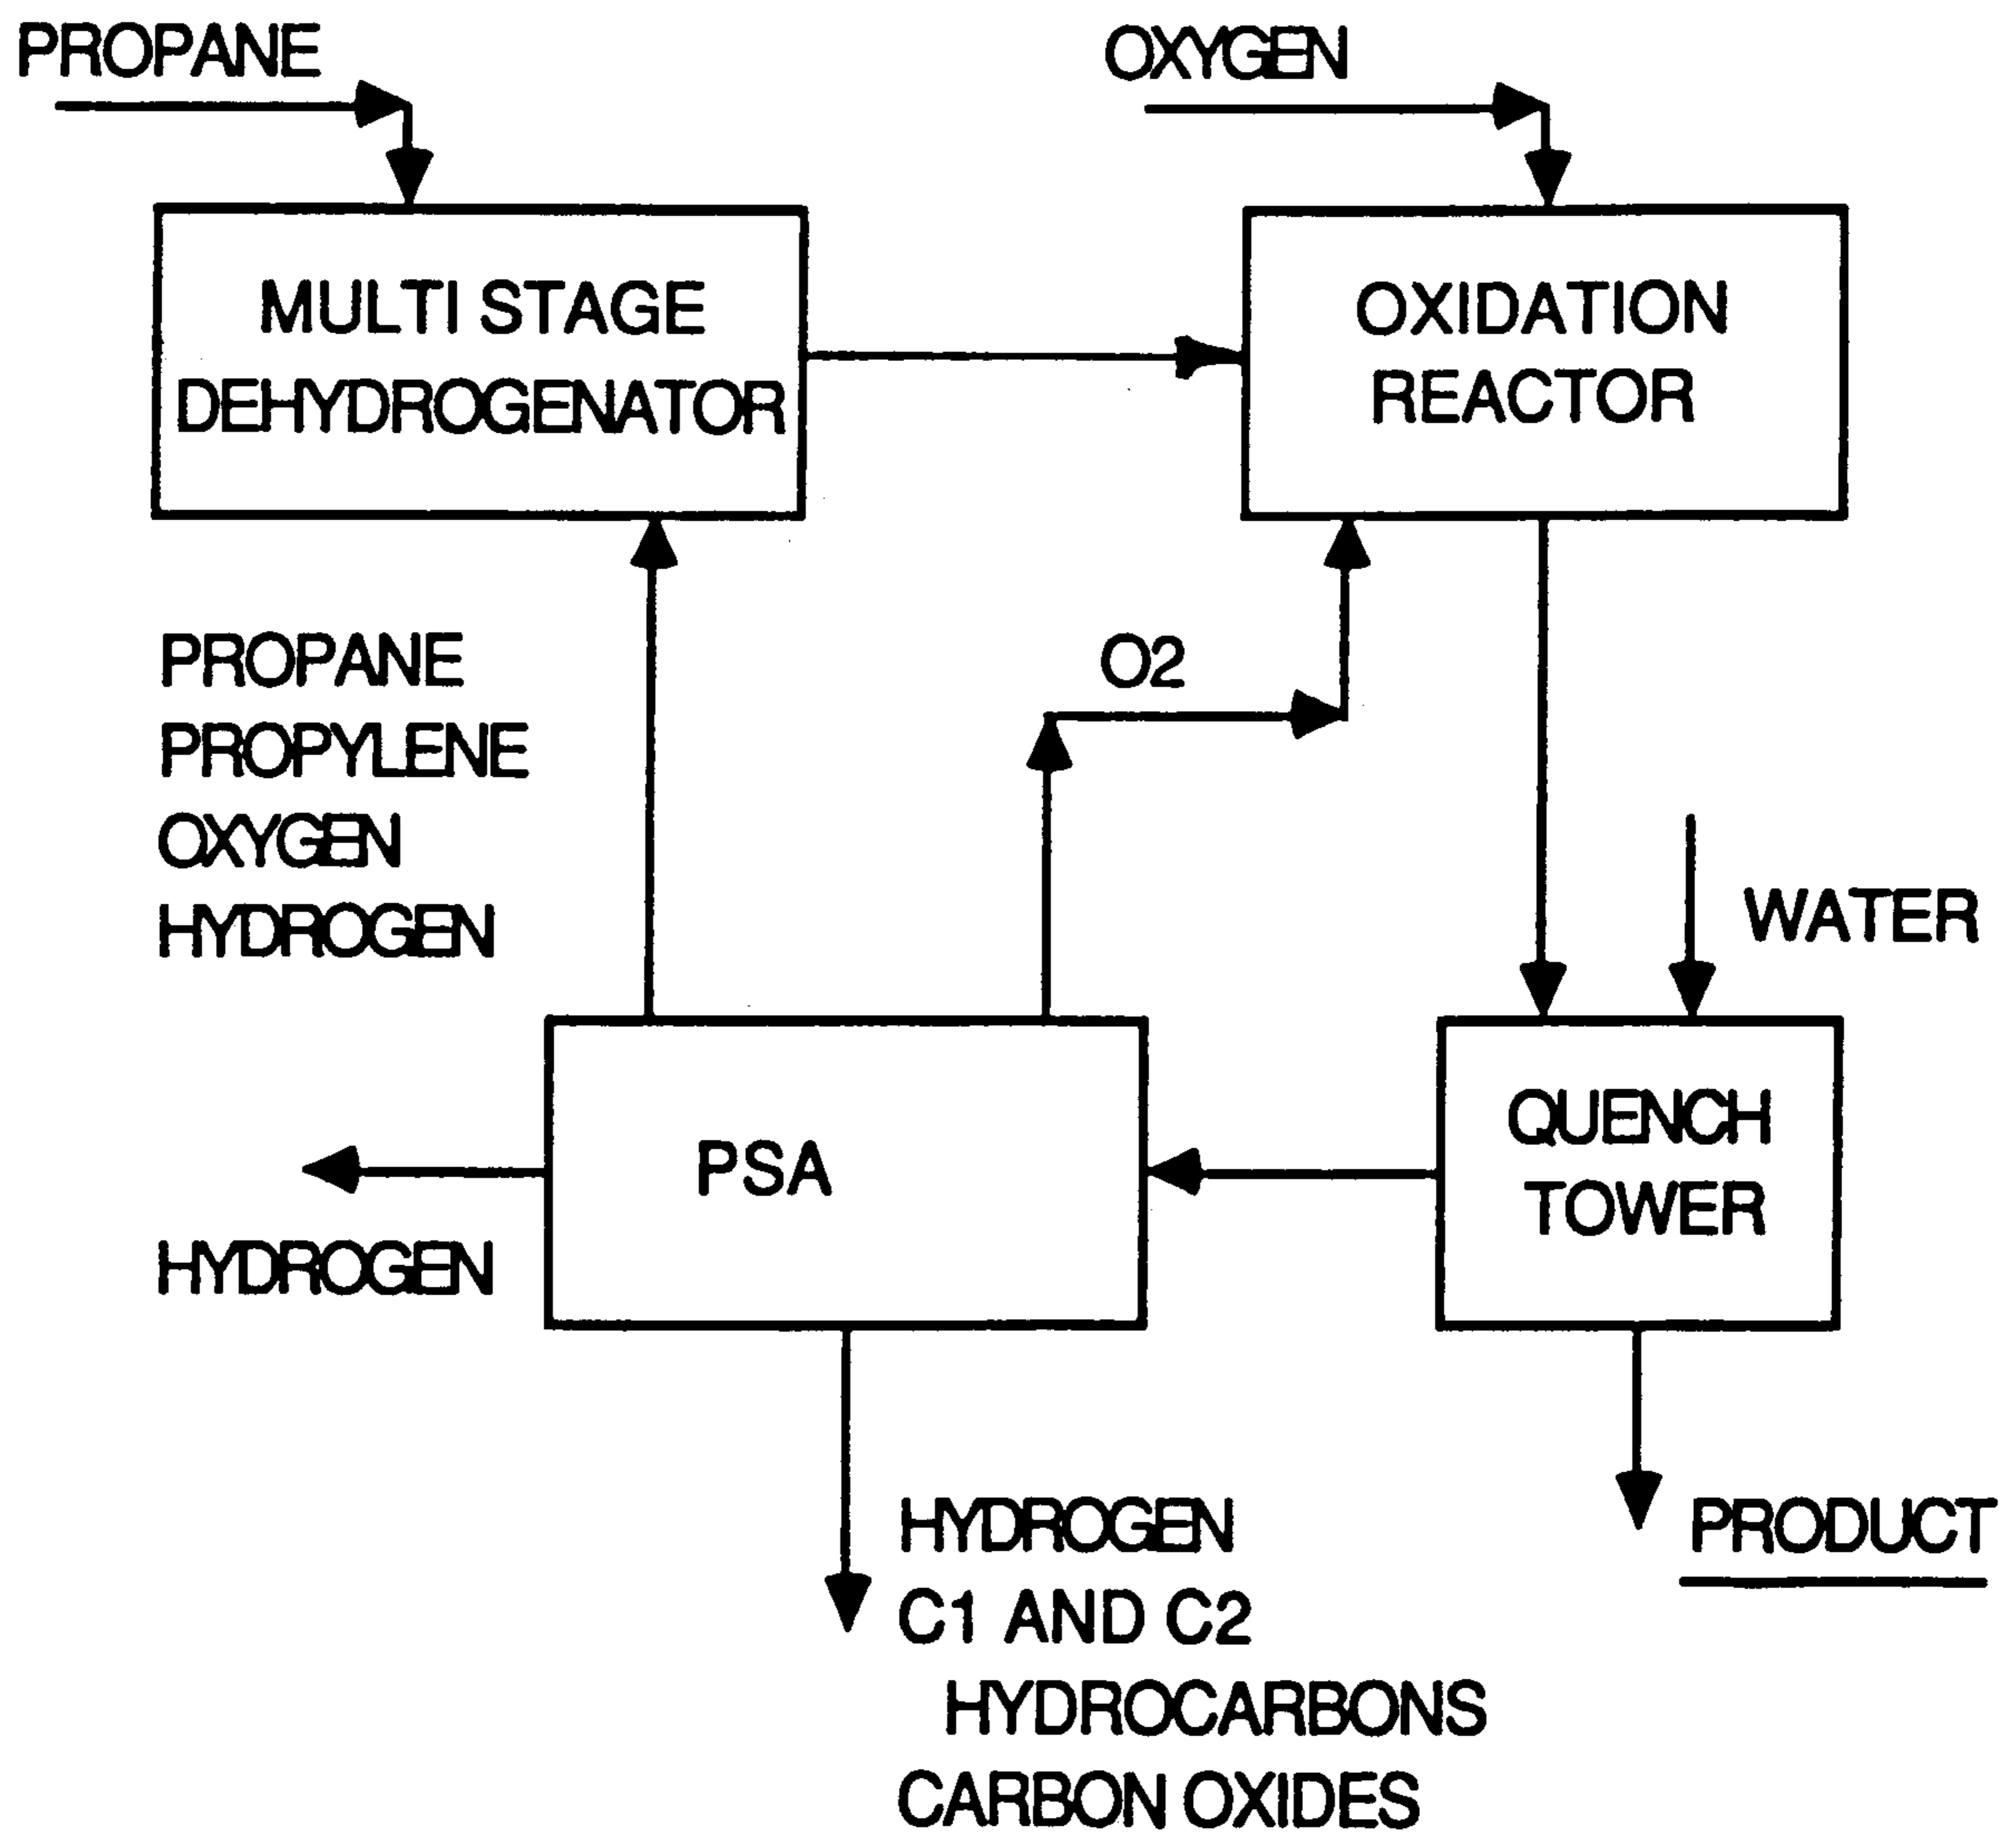 PROPANE
OXYGEN
MULTI STAGE
DEHYDROGENATOR
OXIDATION
REACTOR
PROPANE
PROPYLENE
OXYGEN
HYDROGEN
O2
WATER
PSA
QUENCH
TOWER
HYDROGEN
HYDROGEN
C1 AND C2
HYDROCARBONS
CARBON OXIDES
PRODUCT